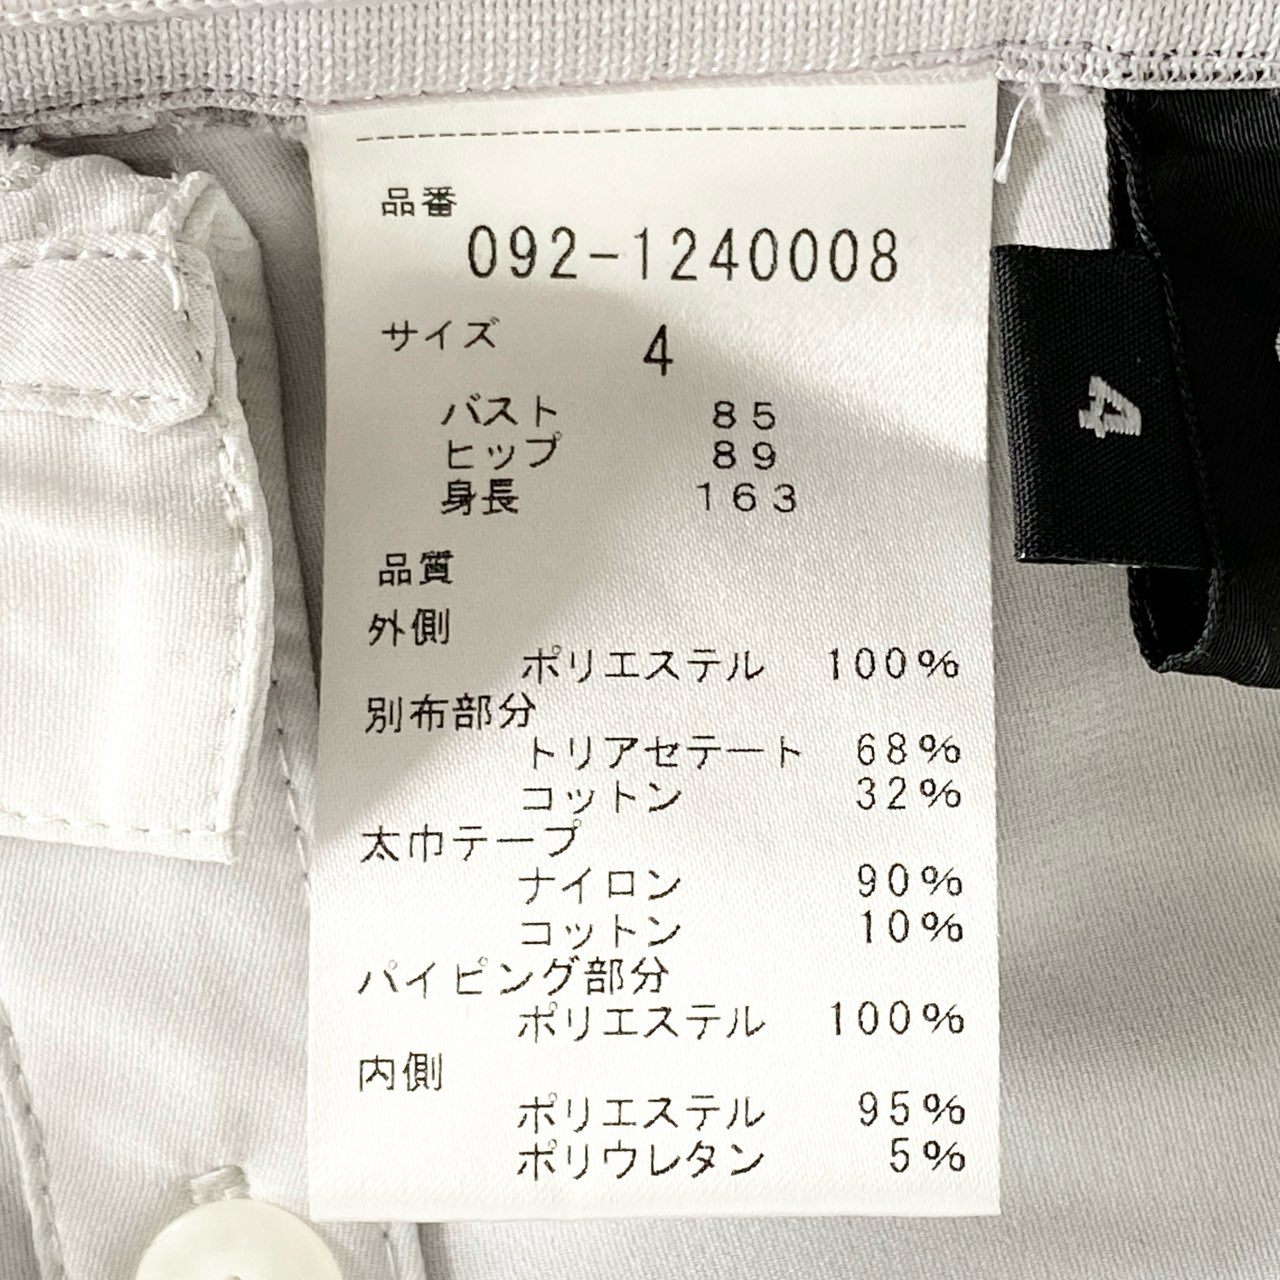 品番
092-1240008
サイズ 4
バスト 85
ヒップ 89
身長 163
品質
外側
ポリエステル 100%
別布部分
トリアセテート 68%
コットン 32%
太巾テープ
ナイロン 90%
コットン 10%
パイピング部分
ポリエステル 100%
内側
ポリエステル 95%
ポリウレタン 5%
4